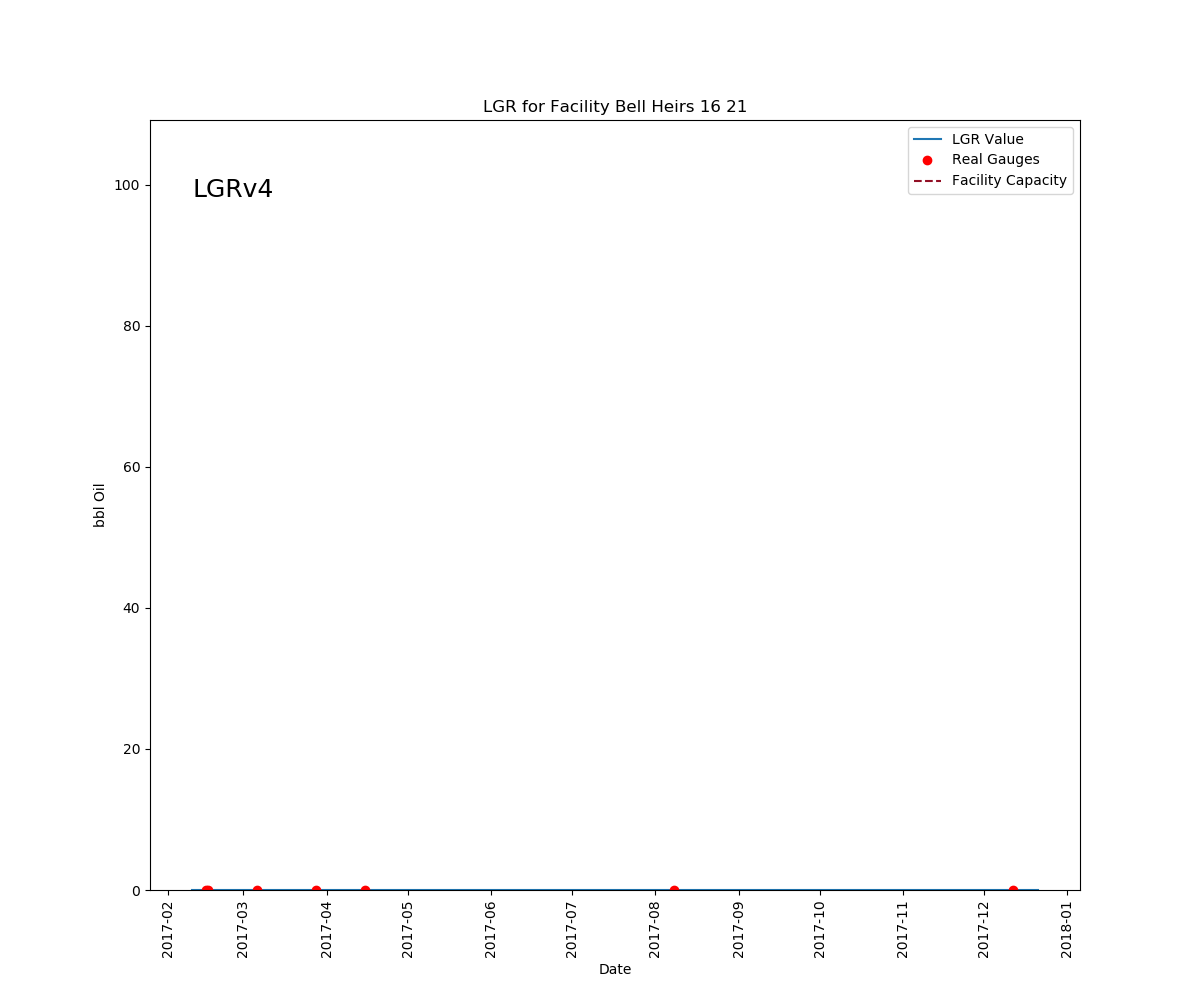 LGR for Facility Bell Heirs 16 21
LGR Value
Real Gauges
Facility Capacity
LGRv4
100
80
60
40
20
0
bbl Oil
2017-02
2017-03
2017-04
2017-05
2017-06
2017-07
2017-08
2017-09
2017-10
2017-11
2017-12
2018-01
Date